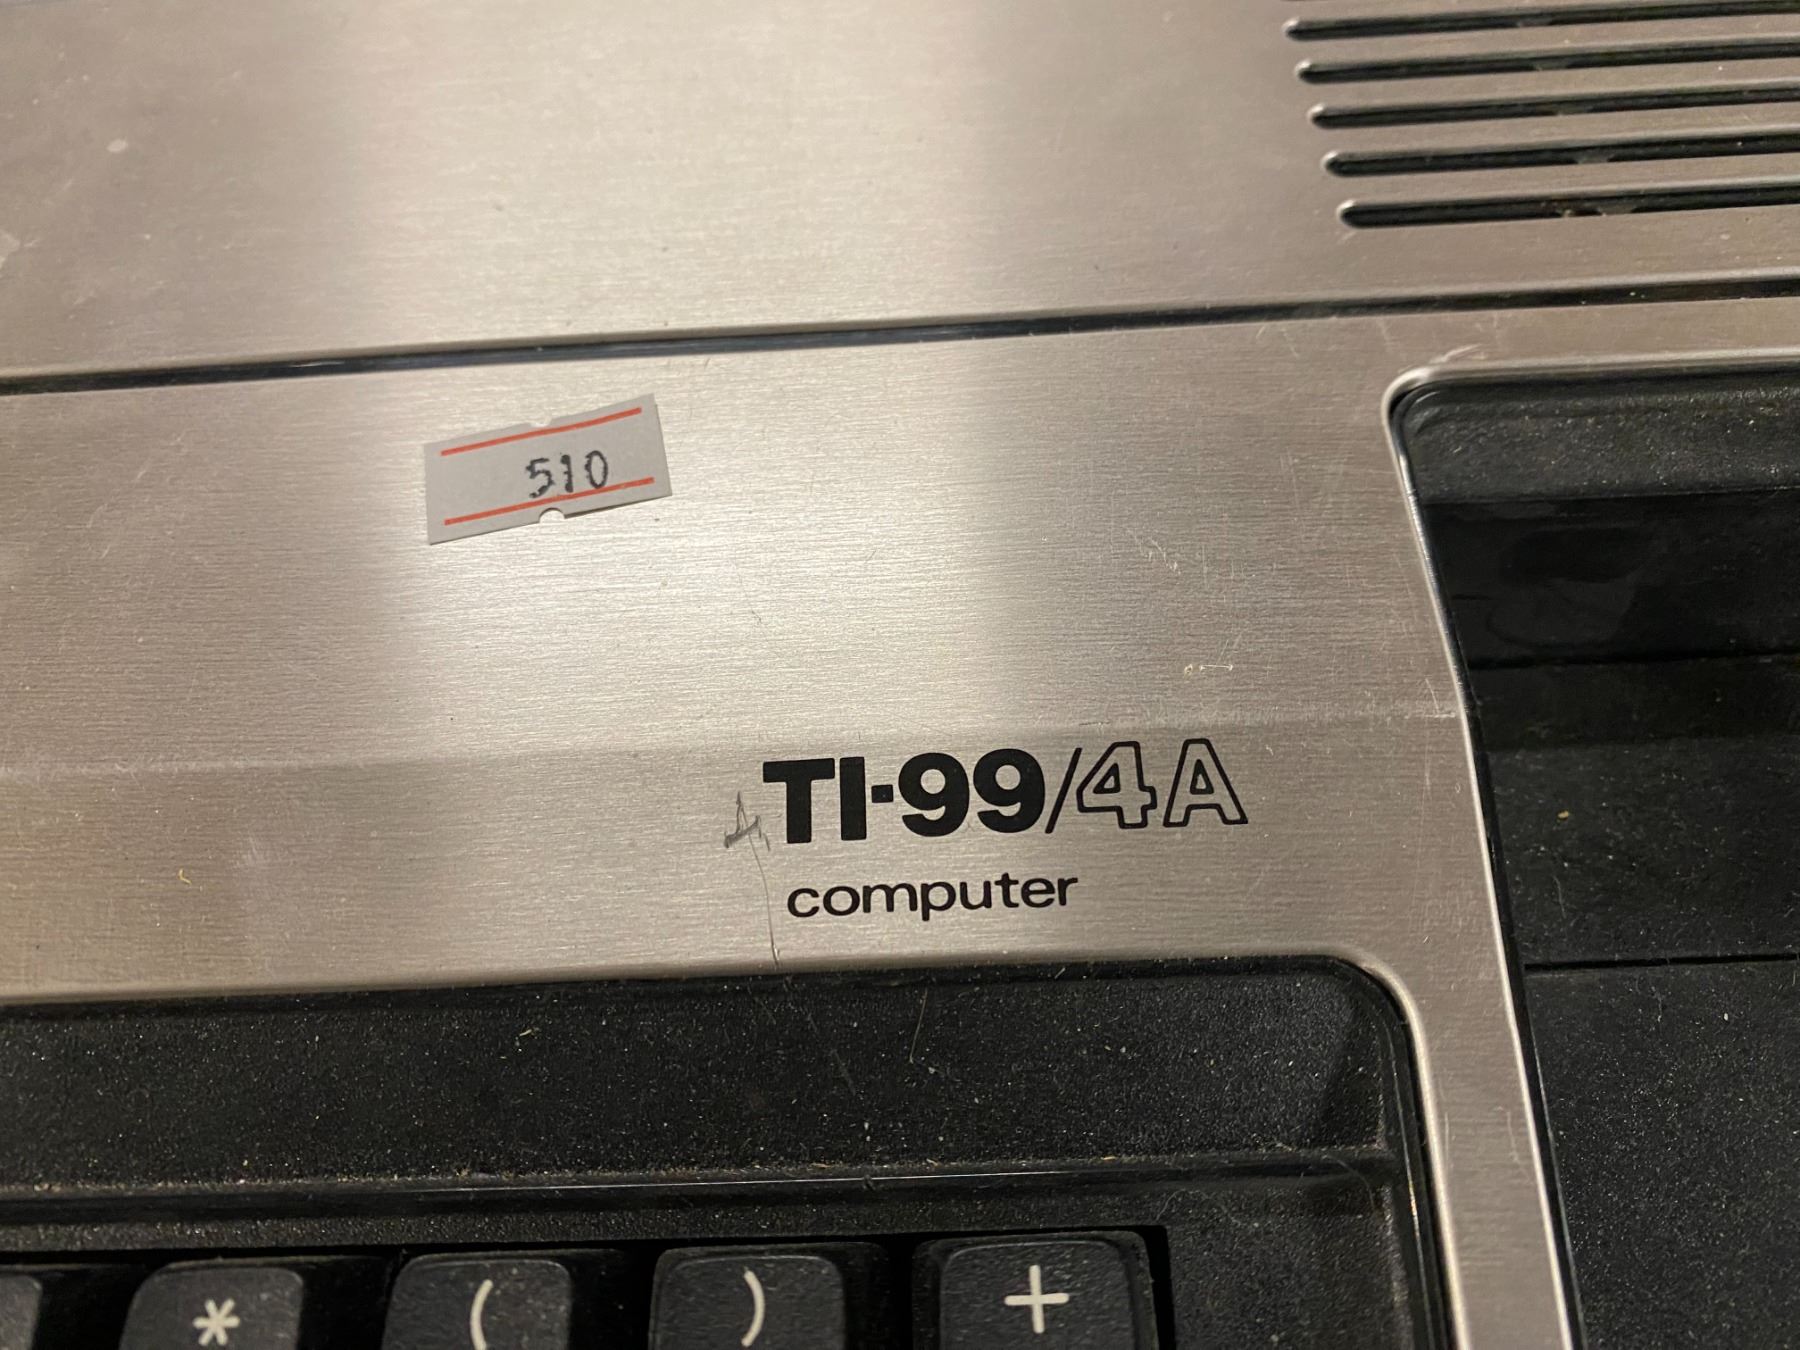 510
TI-99/4A
computer
* ( ) +